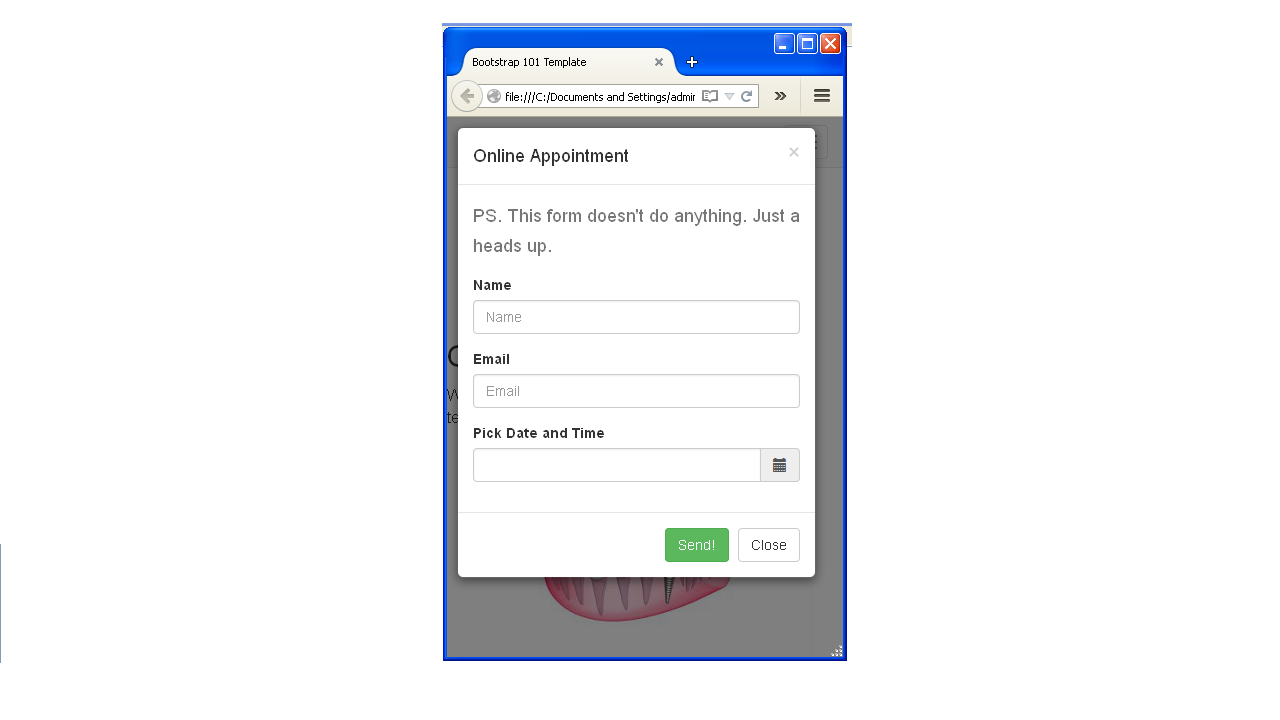 Bootstrap 101 Template
file:///C:/Documents and Settings/admin
Online Appointment
PS. This form doesn't do anything. Just a
heads up.
Name
Name
Email
Email
Pick Date and Time
Send!
Close